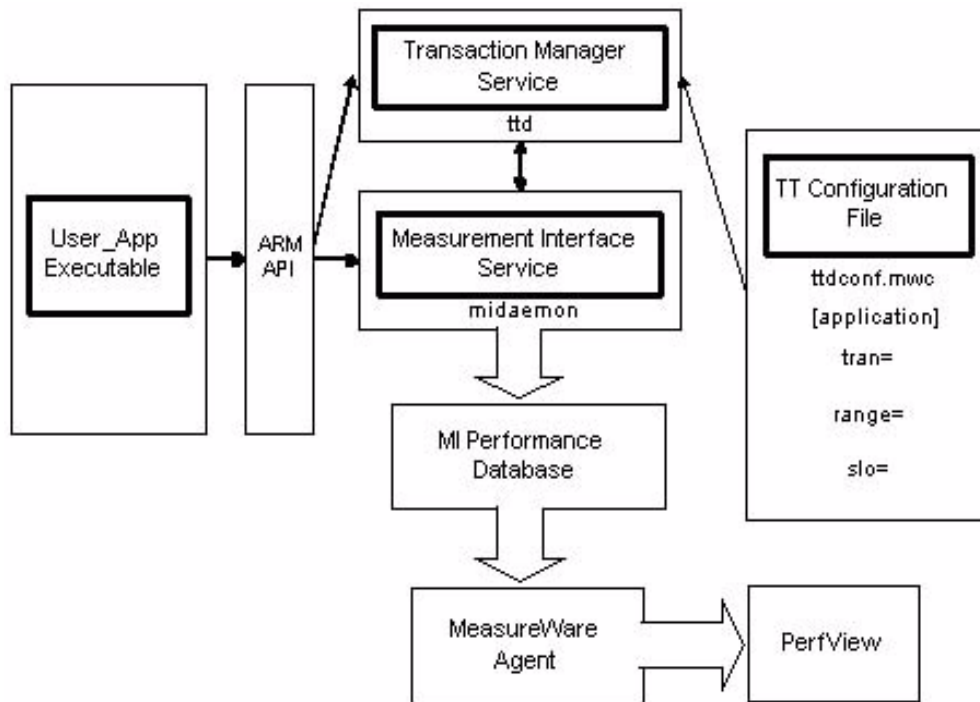 Transaction Manager
Service
ttd
User_App
Executable
ARM
API
Measurement Interface
Service
midaemon
TT Configuration
File
ttdconf.mwc
[application]
tran=
range=
slo=
MI Performance
Database
MeasureWare
Agent
PerfView